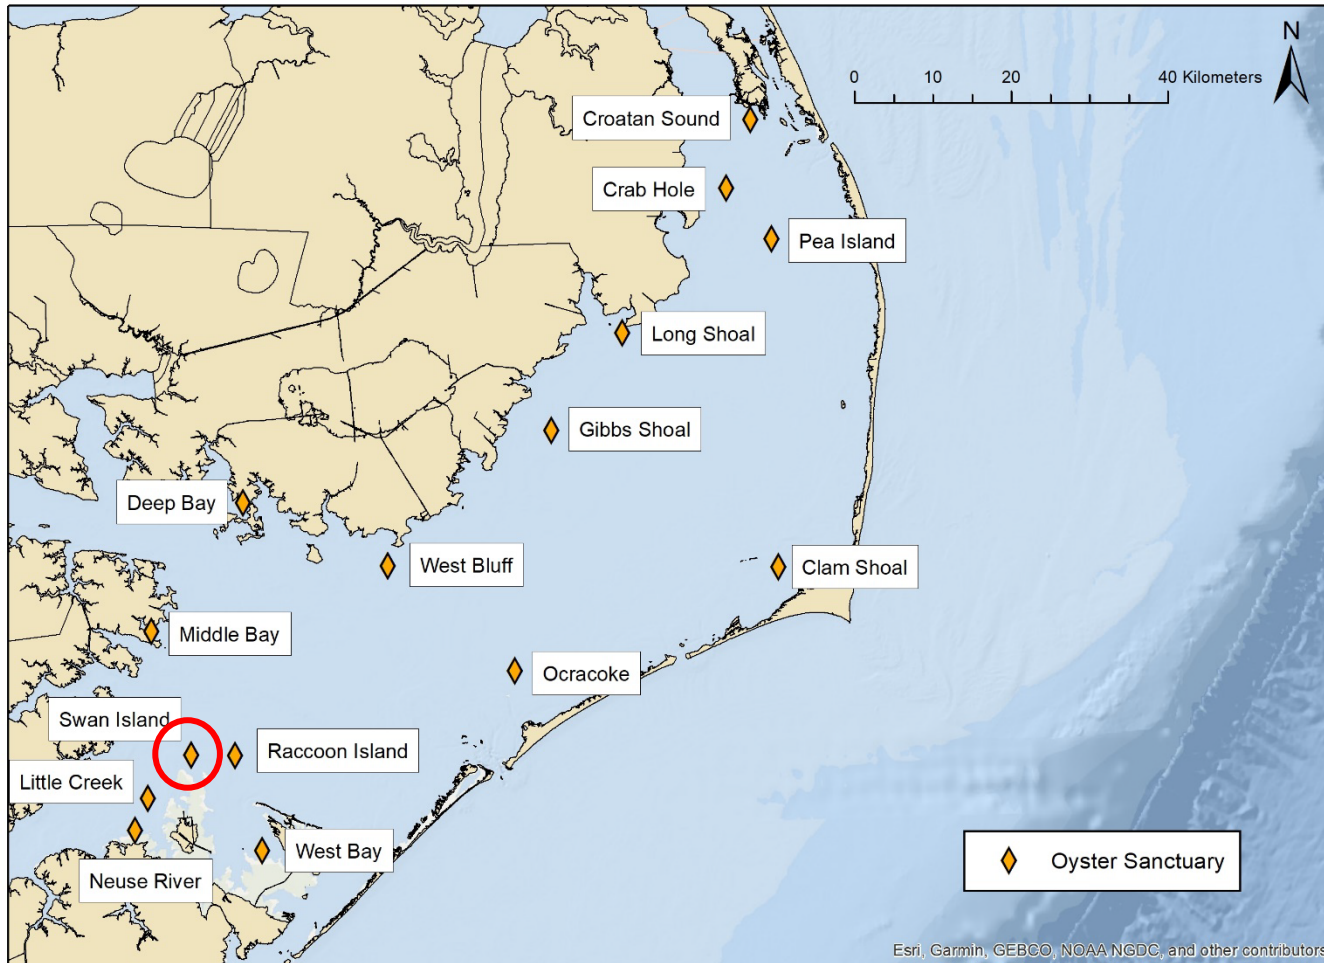 N
0 10 20 40 Kilometers
Croatan Sound
Crab Hole
Pea Island
Long Shoal
Gibbs Shoal
Deep Bay
West Bluff
Clam Shoal
Middle Bay
Ocracoke
Swan Island
Raccoon Island
Little Creek
West Bay
Neuse River
Oyster Sanctuary
Esri, Garmin, GEBCO, NOAA NGDC, and other contributors